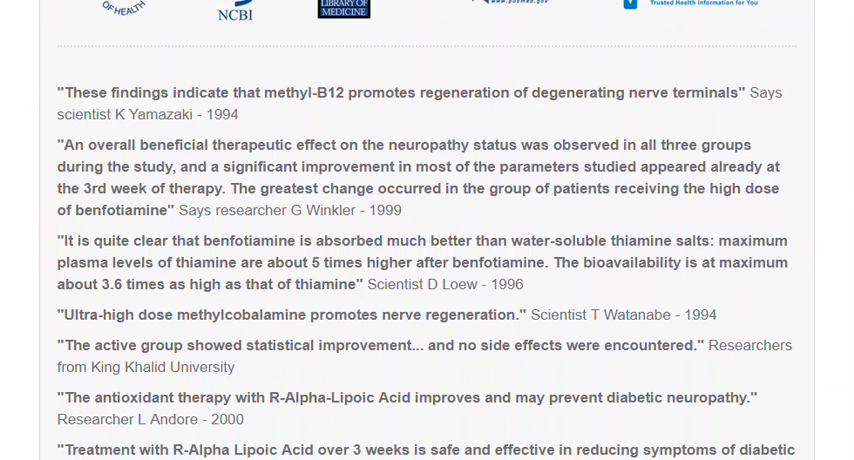 OF HEALTH
NCBI
LIBRARY OF
MEDICINE
www.pubmed.gov
Trusted Health Information for You
"These findings indicate that methyl-B12 promotes regeneration of degenerating nerve terminals" Says
scientist K Yamazaki - 1994
"An overall beneficial therapeutic effect on the neuropathy status was observed in all three groups
during the study, and a significant improvement in most of the parameters studied appeared already at
the 3rd week of therapy. The greatest change occurred in the group of patients receiving the high dose
of benfotiamine" Says researcher G Winkler - 1999
"It is quite clear that benfotiamine is absorbed much better than water-soluble thiamine salts: maximum
plasma levels of thiamine are about 5 times higher after benfotiamine. The bioavailability is at maximum
about 3.6 times as high as that of thiamine" Scientist D Loew - 1996
"Ultra-high dose methylcobalamine promotes nerve regeneration." Scientist T Watanabe - 1994
"The active group showed statistical improvement... and no side effects were encountered." Researchers
from King Khalid University
"The antioxidant therapy with R-Alpha-Lipoic Acid improves and may prevent diabetic neuropathy."
Researcher L Andore - 2000
"Treatment with R-Alpha Lipoic Acid over 3 weeks is safe and effective in reducing symptoms of diabetic